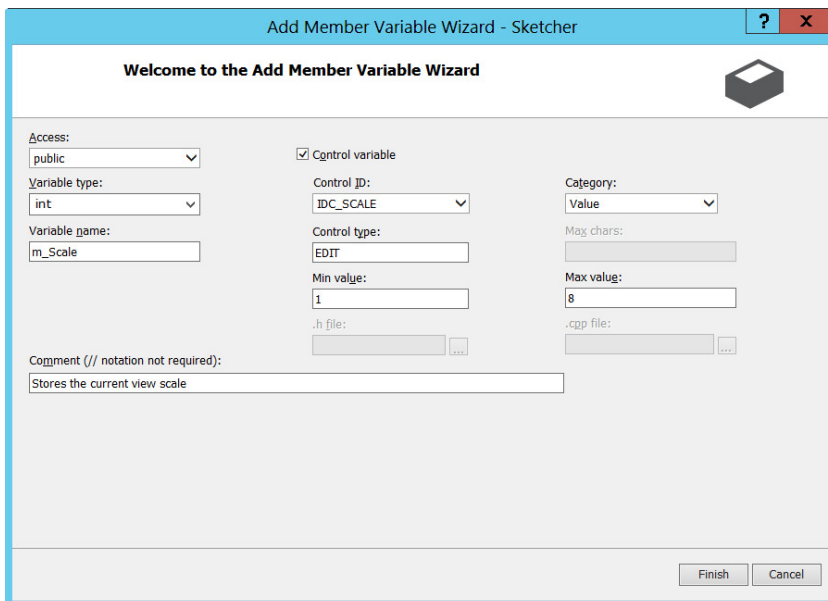 Add Member Variable Wizard - Sketcher
? x
Welcome to the Add Member Variable Wizard
Access:
public
Control variable
Variable type:
Control ID:
Category:
int
IDC_SCALE
Value
Variable name:
Control type:
Max chars:
m_Scale
EDIT
Min value:
Max value:
1
8
.h file:
.cpp file:
...
...
Comment (// notation not required):
Stores the current view scale
Finish
Cancel